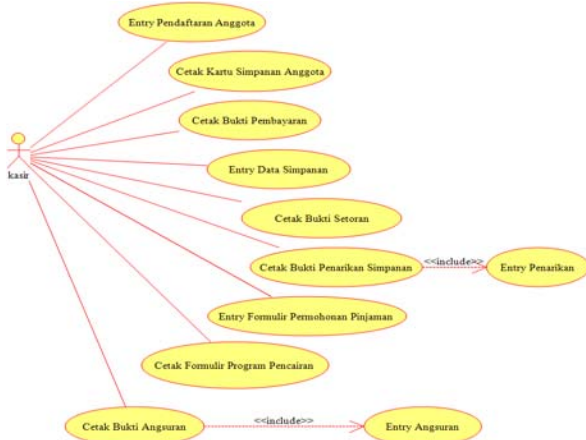 Entry Pendaftaran Anggota
Cetak Kartu Simpanan Anggota
Cetak Bukti Pembayaran
kasir
Entry Data Simpanan
Cetak Bukti Setoran
Cetak Bukti Penarikan Simpanan
<<include>>
Entry Penarikan
Entry Formulir Permohonan Pinjaman
Cetak Formulir Program Pencairan
Cetak Bukti Angsuran
<<include>>
Entry Angsuran